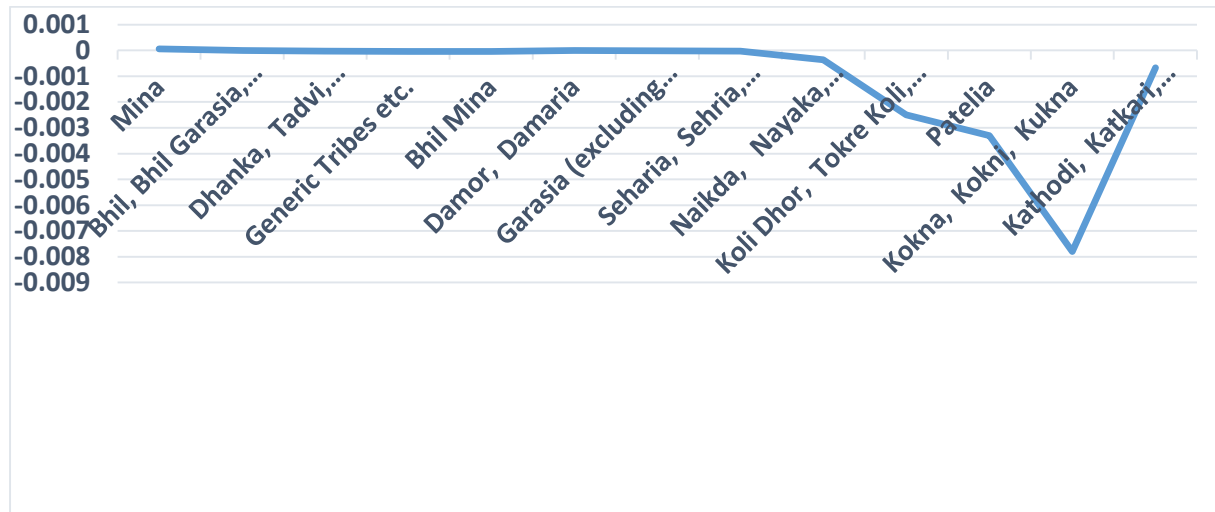 0.001
0
-0.001
-0.002
-0.003
-0.004
-0.005
-0.006
-0.007
-0.008
-0.009
Mina
Bhil, Bhil Garasia,...
Dhanka, Tadvi,...
Generic Tribes etc.
Bhil Mina
Damor, Damaria
Garasia (excluding...
Seharia, Sehria,...
Naikda, Nayaka,...
Koli Dhor, Tokre Koli,...
Patelia
Kokna, Kokni, Kukna
Kathodi, Katkari,...